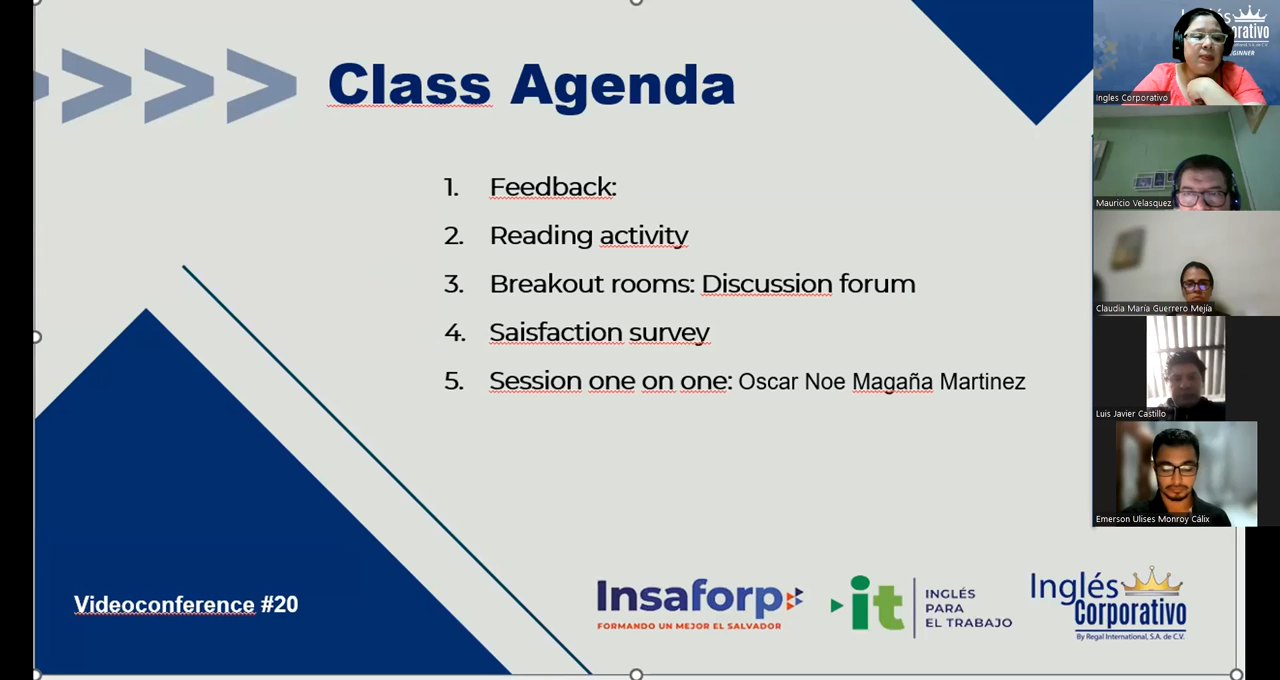 Class Agenda
1. Feedback:
2. Reading activity
3. Breakout rooms: Discussion forum
4. Saisfaction survey
5. Session one on one: Oscar Noe Magaña Martinez
Videoconference #20
Insaforp
FORMANDO UN MEJOR EL SALVADOR
it
INGLÉS
PARA
EL TRABAJO
Inglés
Corporativo
By Regal International, S.A. de C.V.
Ingles Corporativo
Mauricio Velasquez
Claudia María Guerrero Mejía
Luis Javier Castillo
Emerson Ulises Monroy Cálix